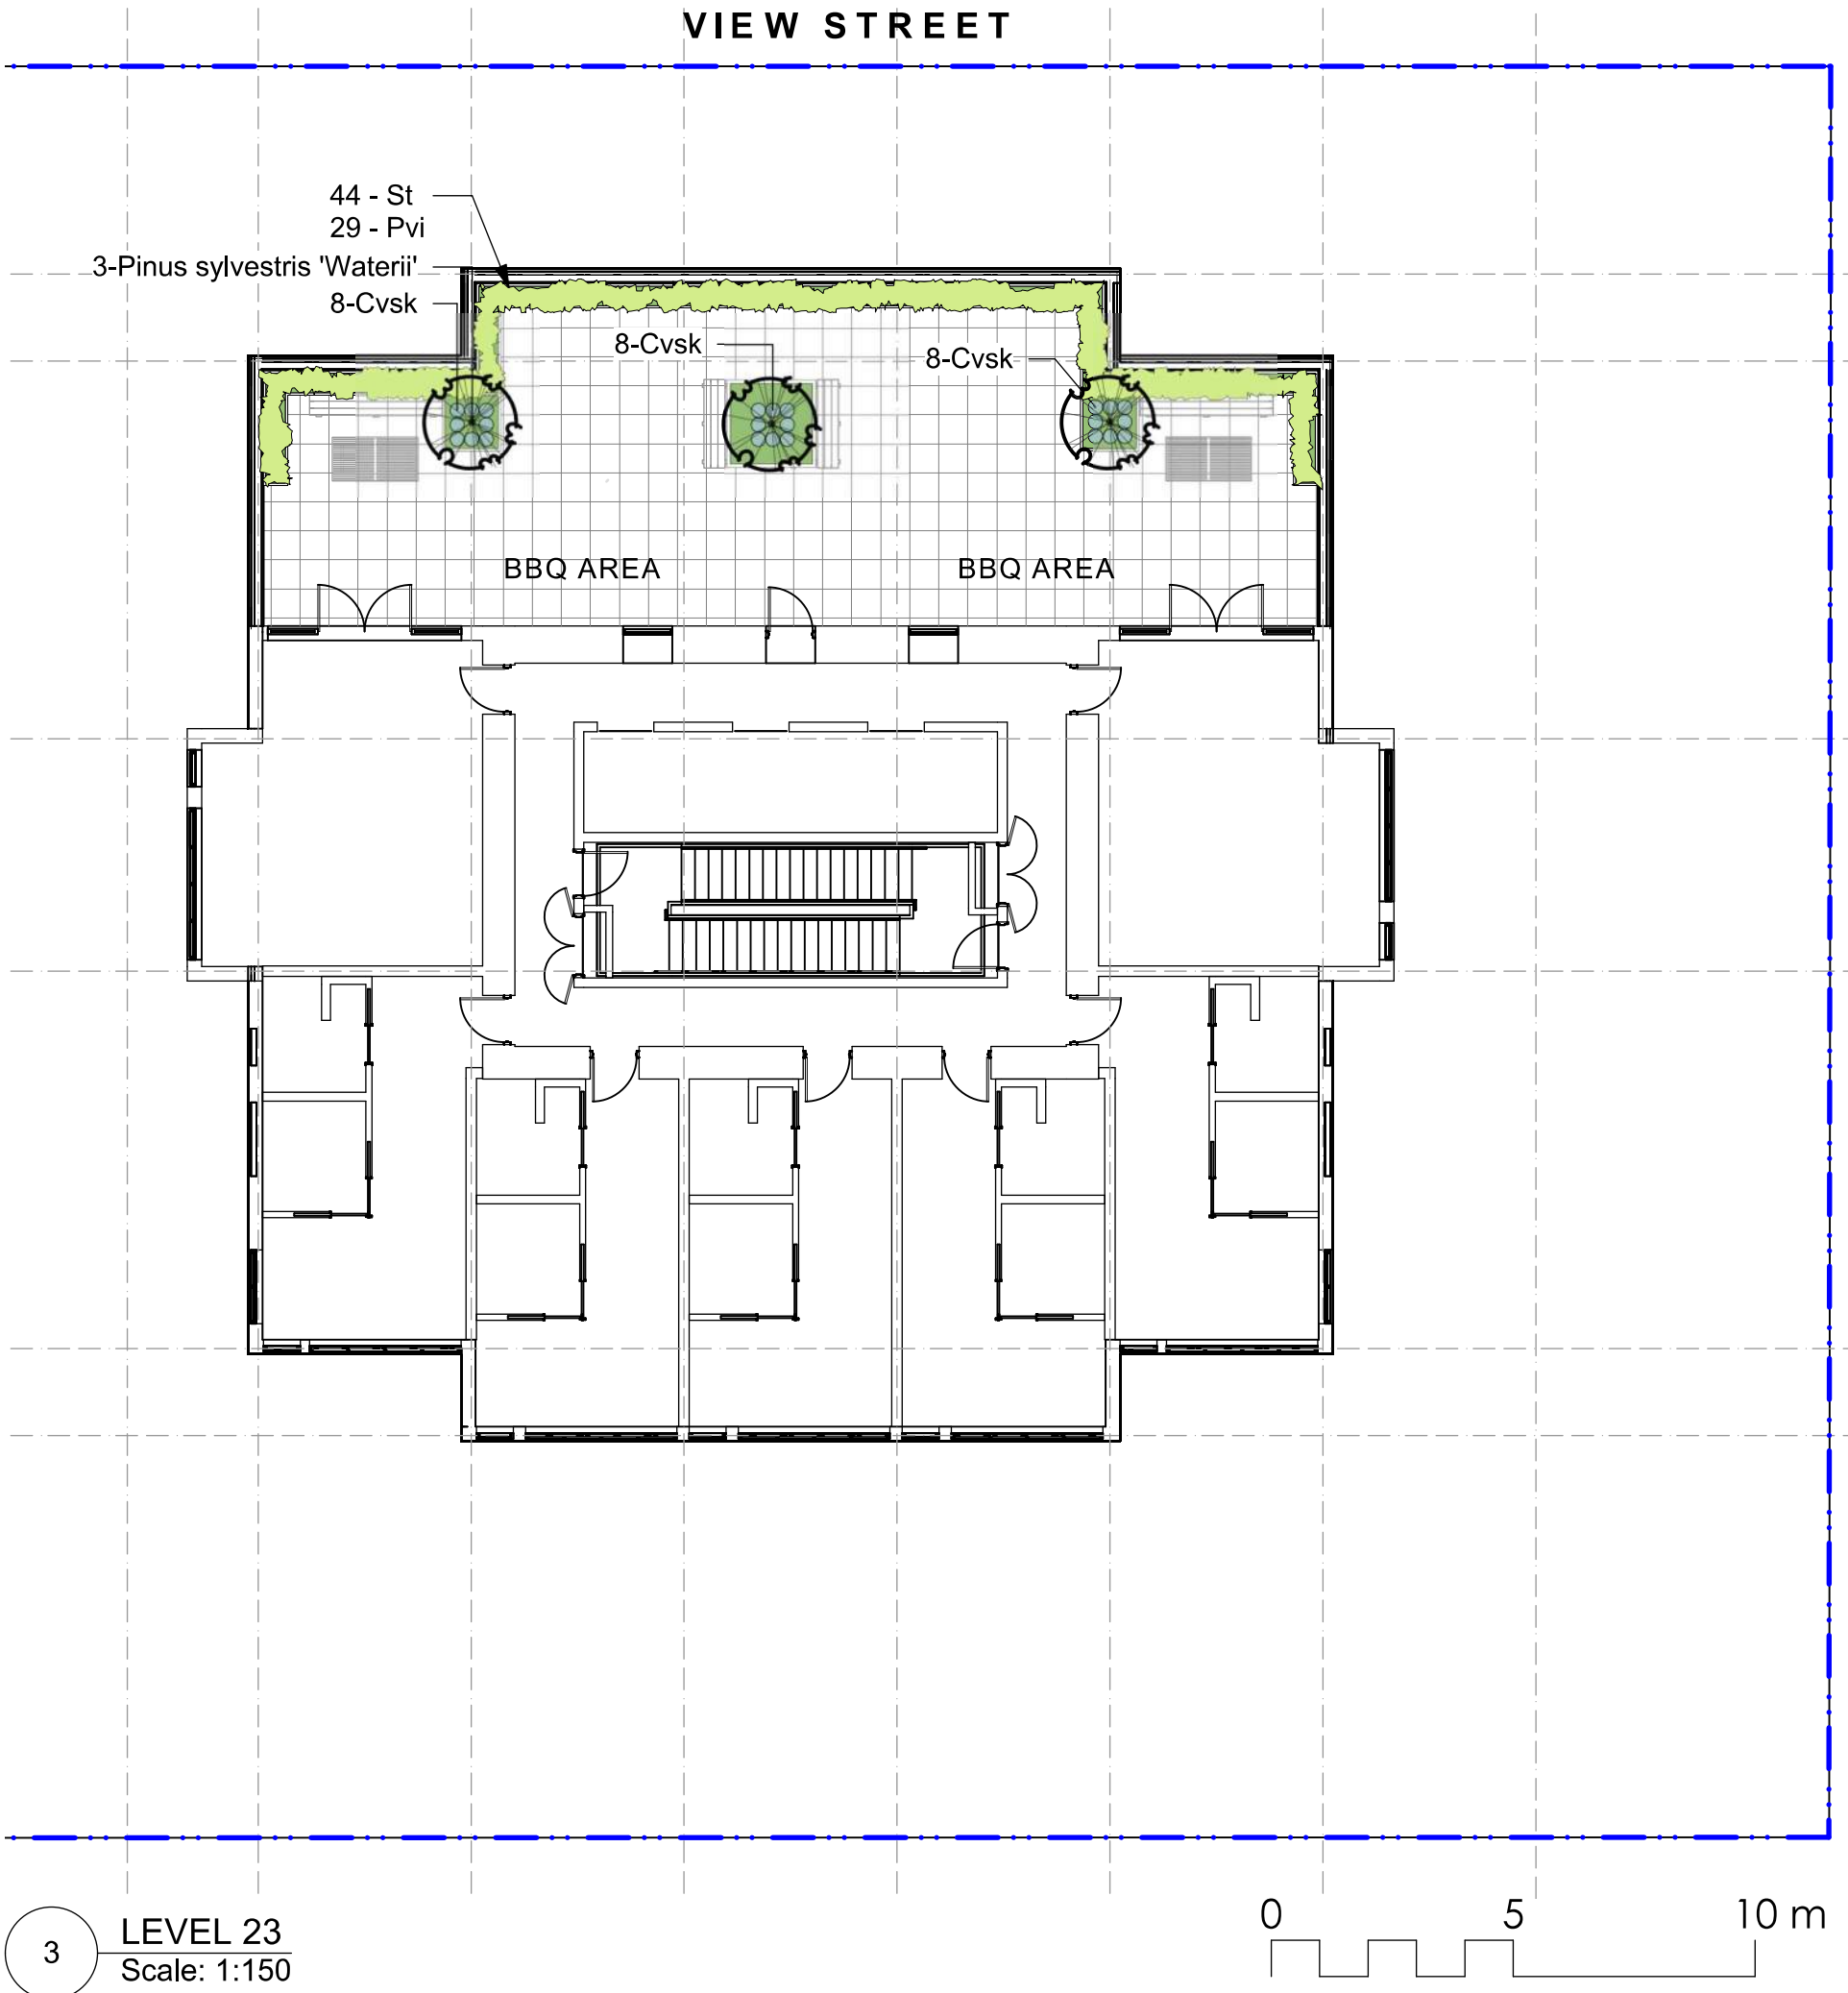 VIEW STREET
44 - St
29 - Pvi
3-Pinus sylvestris 'Waterii'
8-Cvsk
8-Cvsk
8-Cvsk
BBQ AREA
BBQ AREA
3
LEVEL 23
Scale: 1:150
0 5 10 m